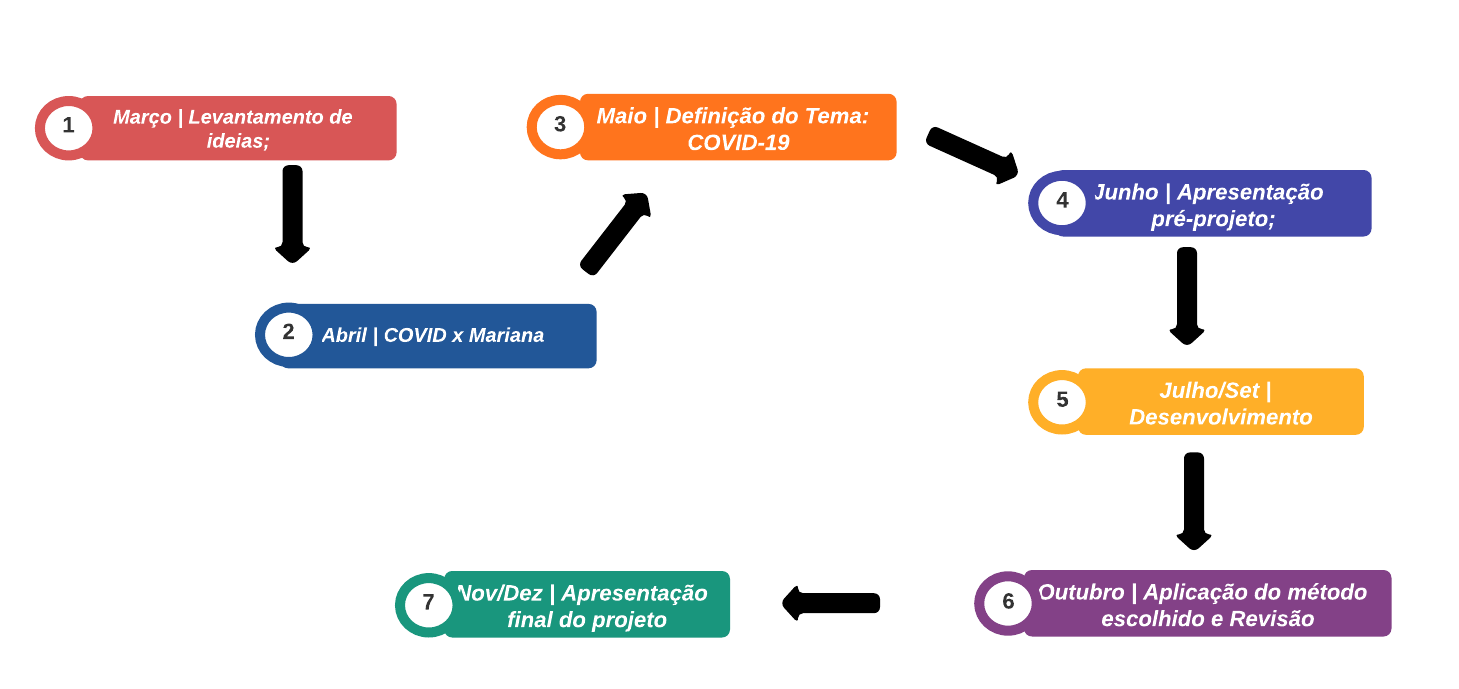 1
Março | Levantamento de
ideias;
2
Abril | COVID x Mariana
3
Maio | Definição do Tema:
COVID-19
4
Junho | Apresentação
pré-projeto;
5
Julho/Set |
Desenvolvimento
6
Outubro | Aplicação do método
escolhido e Revisão
7
Nov/Dez | Apresentação
final do projeto